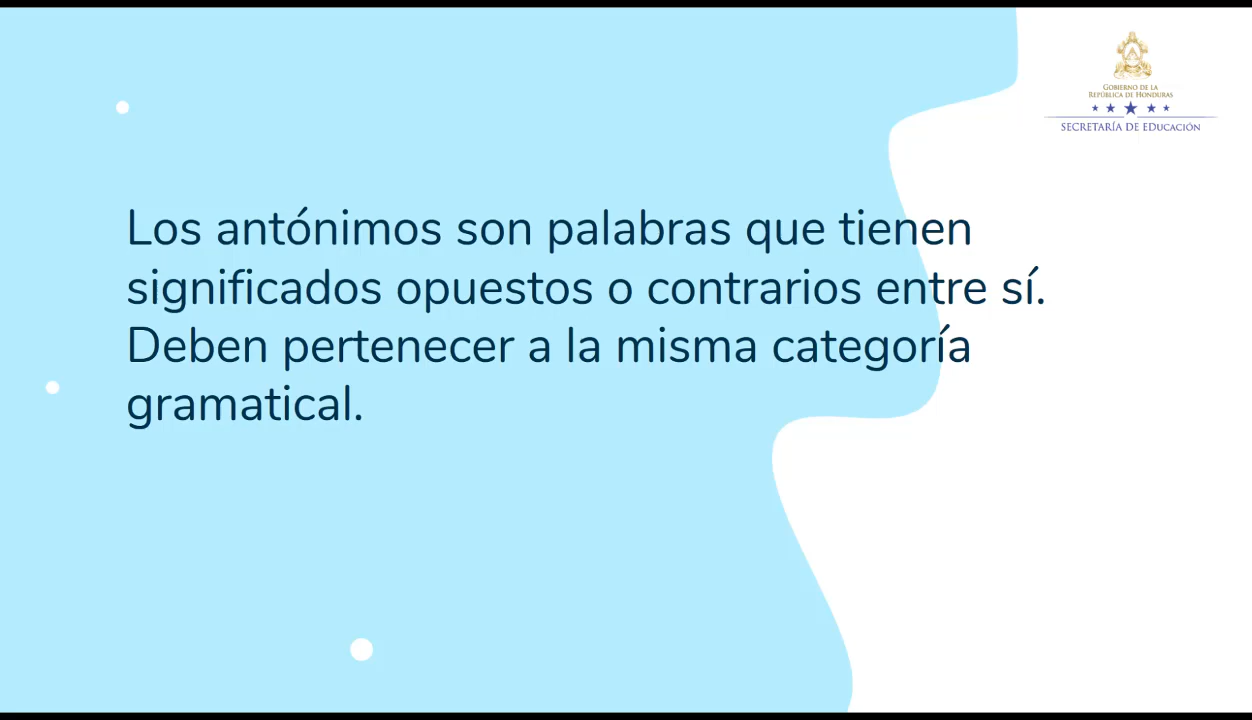 GOBIERNO DE LA
REPÚBLICA DE HONDURAS
SECRETARÍA DE EDUCACIÓN
Los antónimos son palabras que tienen
significados opuestos o contrarios entre sí.
Deben pertenecer a la misma categoría
gramatical.